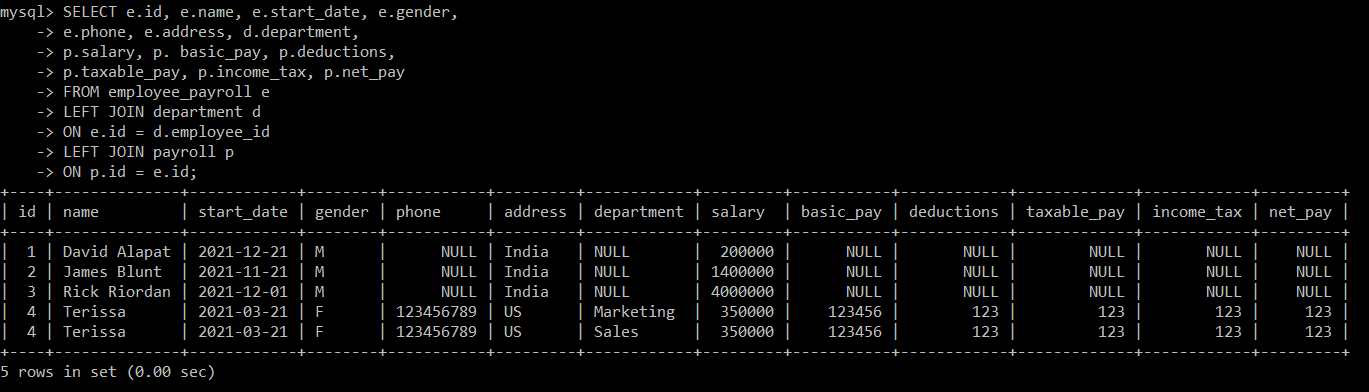 mysql> SELECT e.id, e.name, e.start_date, e.gender,
    -> e.phone, e.address, d.department,
    -> p.salary, p. basic_pay, p.deductions,
    -> p.taxable_pay, p.income_tax, p.net_pay
    -> FROM employee_payroll e
    -> LEFT JOIN department d
    -> ON e.id = d.employee_id
    -> LEFT JOIN payroll p
    -> ON p.id = e.id;
+----+--------------+------------+--------+-----------+---------+------------+---------+-----------+------------+-------------+------------+---------+
| id | name         | start_date | gender | phone     | address | department | salary  | basic_pay | deductions | taxable_pay | income_tax | net_pay |
+----+--------------+------------+--------+-----------+---------+------------+---------+-----------+------------+-------------+------------+---------+
|  1 | David Alapat | 2021-12-21 | M      |      NULL | India   | NULL       |  200000 |      NULL |       NULL |        NULL |       NULL |    NULL |
|  2 | James Blunt  | 2021-11-21 | M      |      NULL | India   | NULL       | 1400000 |      NULL |       NULL |        NULL |       NULL |    NULL |
|  3 | Rick Riordan | 2021-12-01 | M      |      NULL | India   | NULL       | 4000000 |      NULL |       NULL |        NULL |       NULL |    NULL |
|  4 | Terissa      | 2021-03-21 | F      | 123456789 | US      | Marketing  |  350000 |    123456 |        123 |         123 |        123 |     123 |
|  4 | Terissa      | 2021-03-21 | F      | 123456789 | US      | Sales      |  350000 |    123456 |        123 |         123 |        123 |     123 |
+----+--------------+------------+--------+-----------+---------+------------+---------+-----------+------------+-------------+------------+---------+
5 rows in set (0.00 sec)